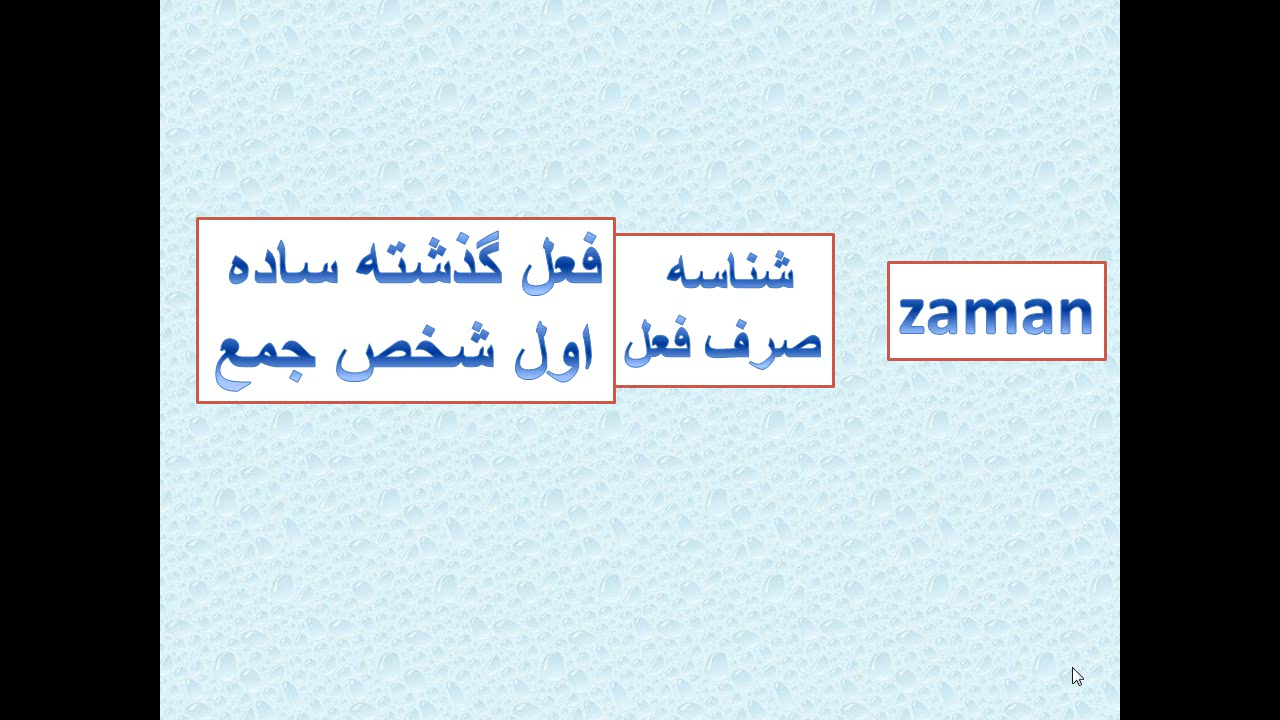 فعل گذشته ساده
اول شخص جمع
شناسه
صرف فعل
zaman